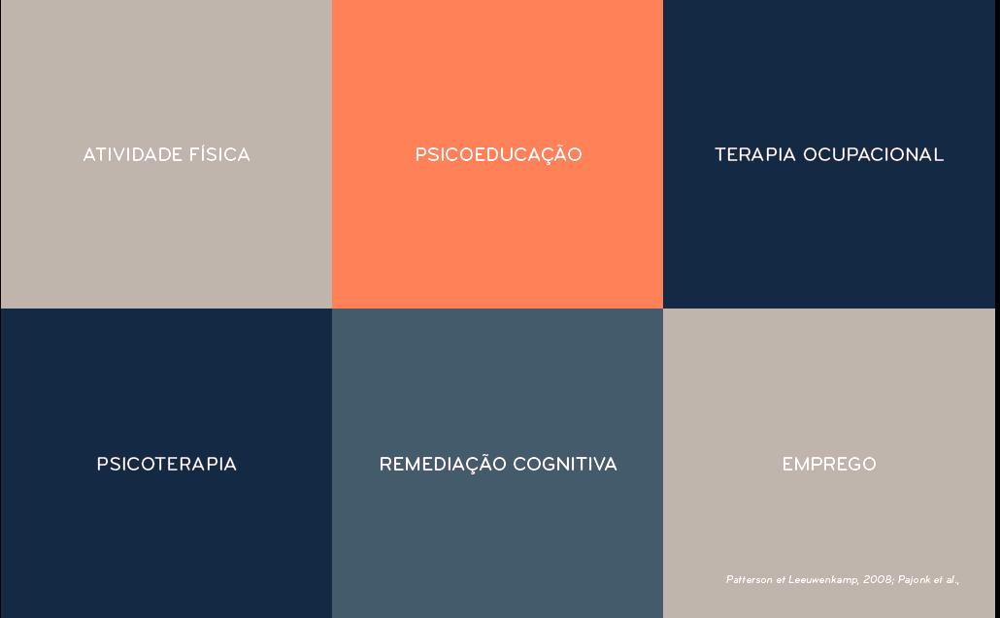 ATIVIDADE FÍSICA
PSICOEDUCAÇÃO
TERAPIA OCUPACIONAL
PSICOTERAPIA
REMEDIAÇÃO COGNITIVA
EMPREGO
Patterson et Leeuwenkamp, 2008; Pajonk et al.,